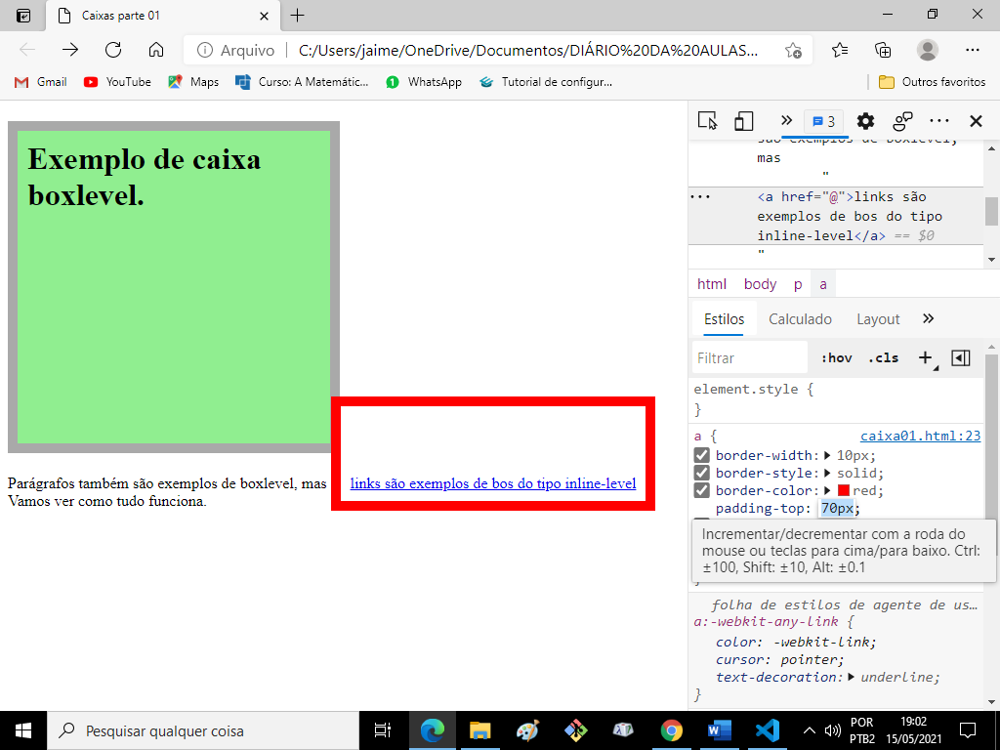 Caixas parte 01
Arquivo
C:/Users/jaime/OneDrive/Documentos/DIÁRIO%20DA%20AULAS...
Gmail
YouTube
Maps
Curso: A Matemátic...
WhatsApp
Tutorial de configur...
Outros favoritos
Exemplo de caixa
boxlevel.
Parágrafos também são exemplos de boxlevel, mas links são exemplos de bos do tipo inline-level
Vamos ver como tudo funciona.
3
são exemplos de boxlevel,
mas
"
<a href="@">links são
exemplos de bos do tipo
inline-level</a> == $0
"
html body p a
Estilos Calculado Layout
Filtrar
:hov .cls
element.style {
}
a {
caixa01.html:23
border-width: 10px;
border-style: solid;
border-color: red;
padding-top: 70px;
Incrementar/decrementar com a roda do
mouse ou teclas para cima/para baixo. Ctrl:
±100, Shift: ±10, Alt: ±0.1
}
folha de estilos de agente de us…
a:-webkit-any-link {
color: -webkit-link;
cursor: pointer;
text-decoration: underline;
}
Pesquisar qualquer coisa
POR
PTB2
19:02
15/05/2021